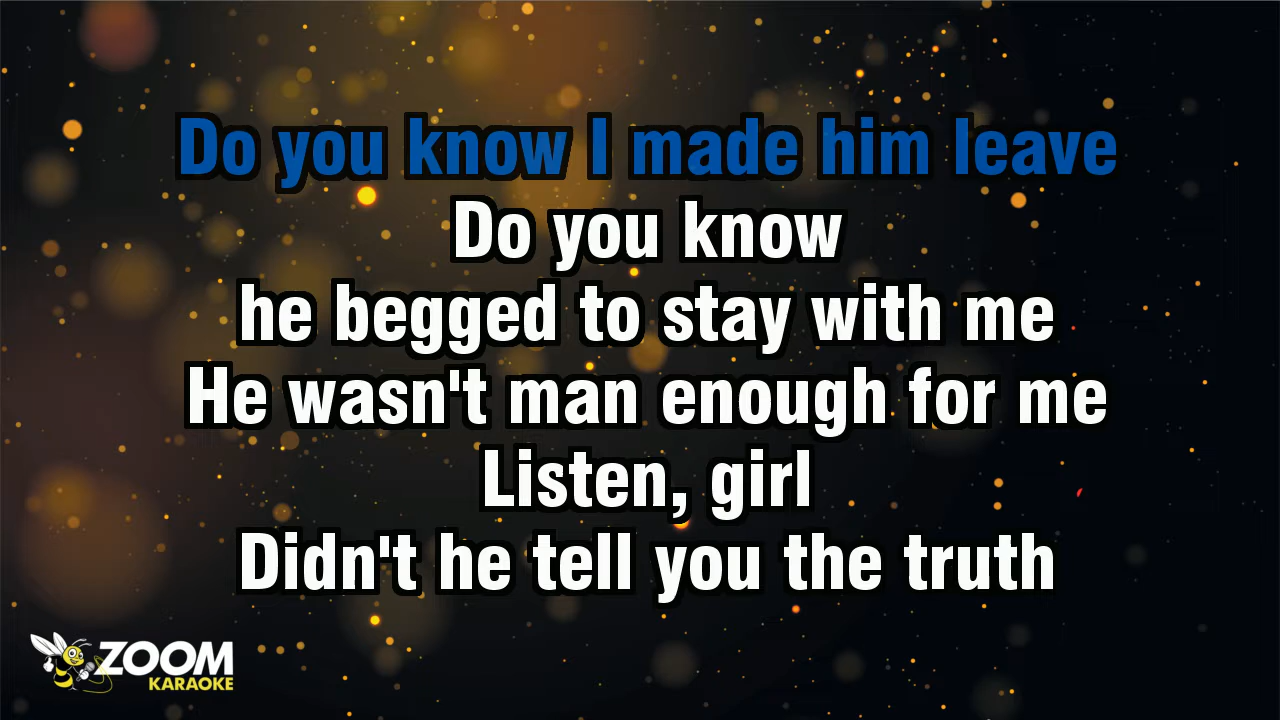 Do you know I made him leave
Do you know
he begged to stay with me
He wasn't man enough for me
Listen, girl
Didn't he tell you the truth
ZOOM
KARAOKE